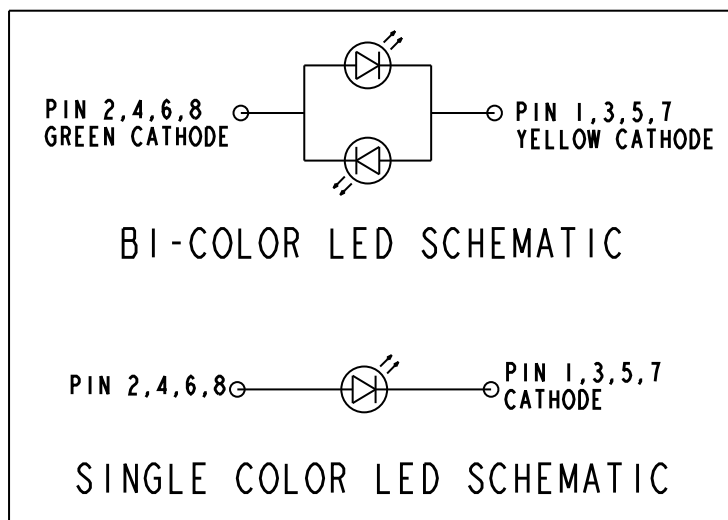 PIN 2,4,6,8
GREEN CATHODE
PIN 1,3,5,7
YELLOW CATHODE
BI-COLOR LED SCHEMATIC
PIN 2,4,6,8
PIN 1,3,5,7
CATHODE
SINGLE COLOR LED SCHEMATIC